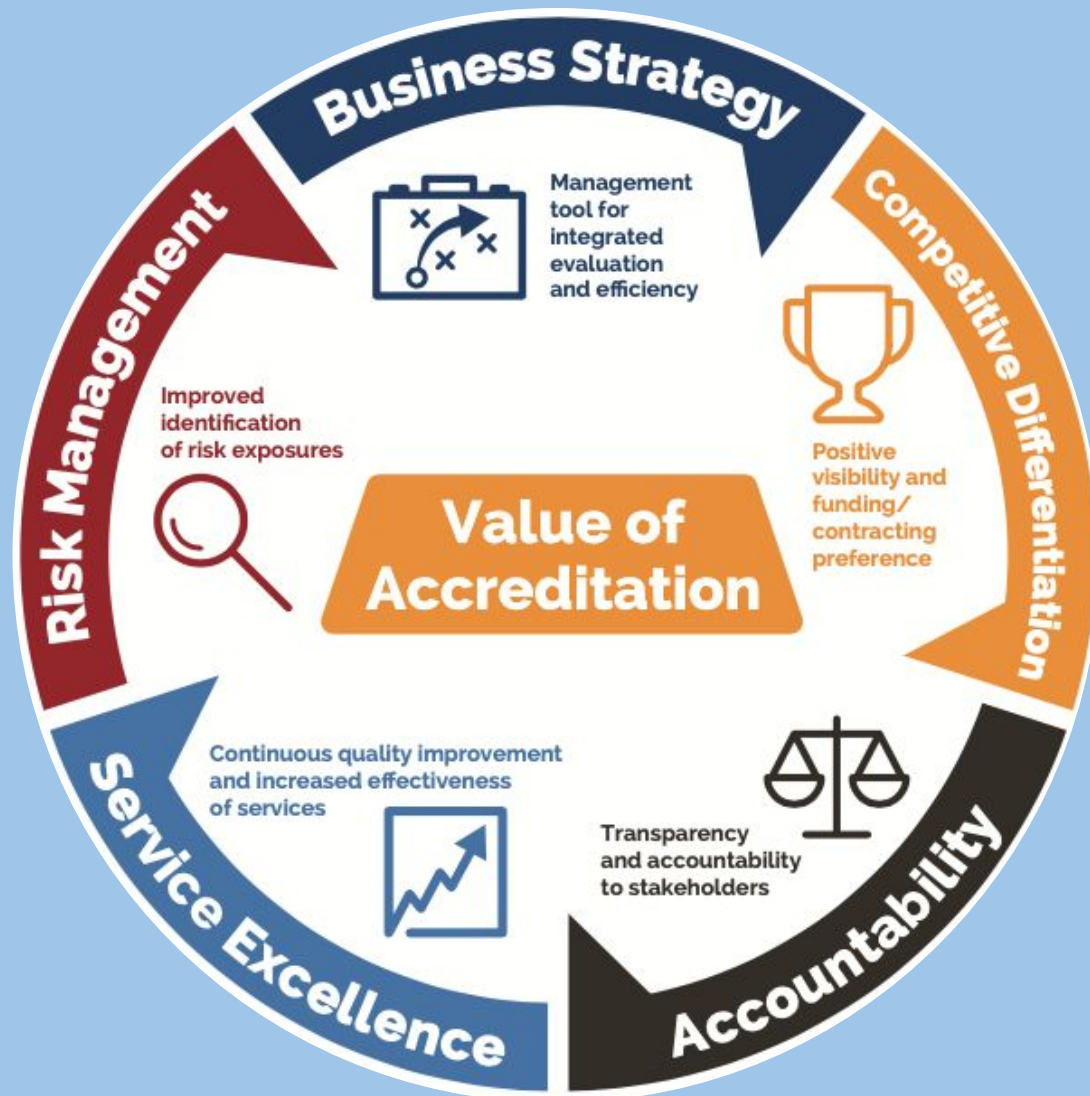 Business Strategy
Management
tool for
integrated
evaluation
and efficiency
Competitive Differentiation
Positive
visibility and
funding/
contracting
preference
Accountability
Transparency
and accountability
to stakeholders
Service Excellence
Continuous quality improvement
and increased effectiveness
of services
Risk Management
Improved
identification
of risk exposures
Value of
Accreditation